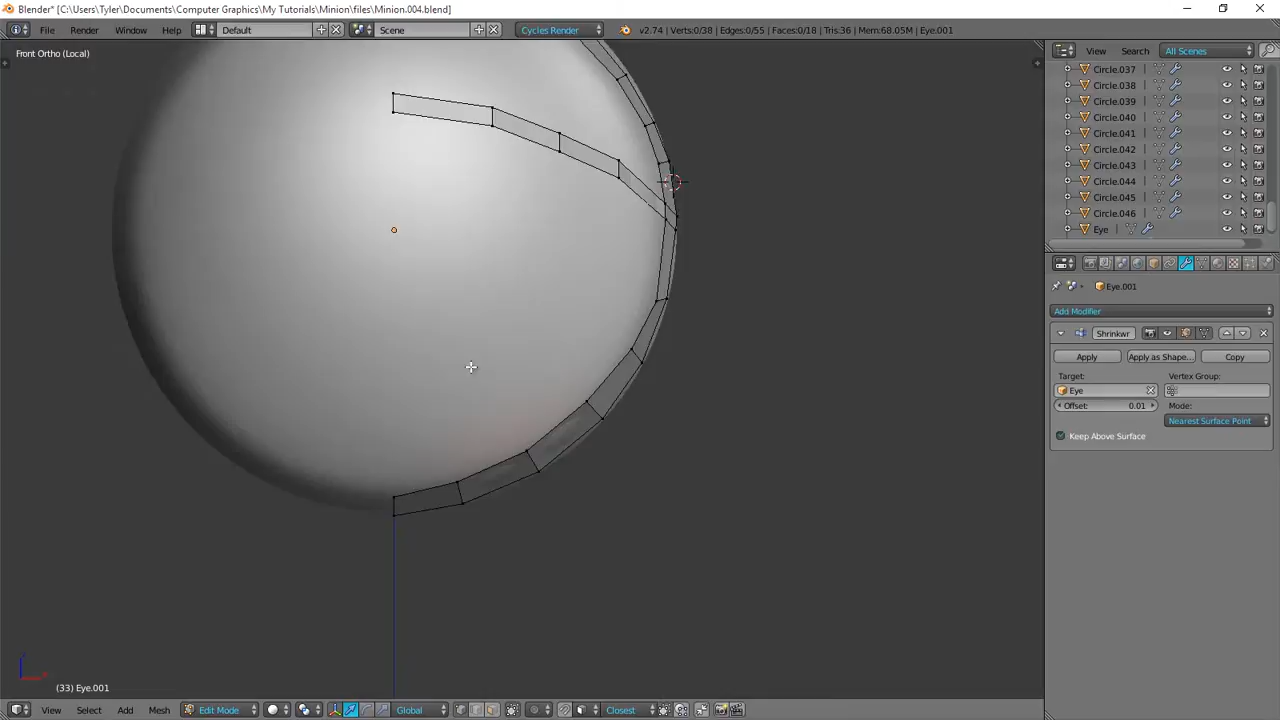 Blender* [C:\Users\Tyler\Documents\Computer Graphics\My Tutorials\Minion\files\Minion.004.blend]
File Render Window Help Default Scene Cycles Render v2.74 | Verts:0/38 | Edges:0/55 | Faces:0/18 | Tris:36 | Mem:68.05M | Eye.001
Front Ortho (Local)
View Search All Scenes
Circle.037
Circle.038
Circle.039
Circle.040
Circle.041
Circle.042
Circle.043
Circle.044
Circle.045
Circle.046
Eye
Eye.001
Add Modifier
Shrinkwr
Apply Apply as Shape... Copy
Target: Vertex Group:
Eye
Offset: 0.01 Mode:
Nearest Surface Point
Keep Above Surface
(33) Eye.001
View Select Add Mesh Edit Mode Global Closest